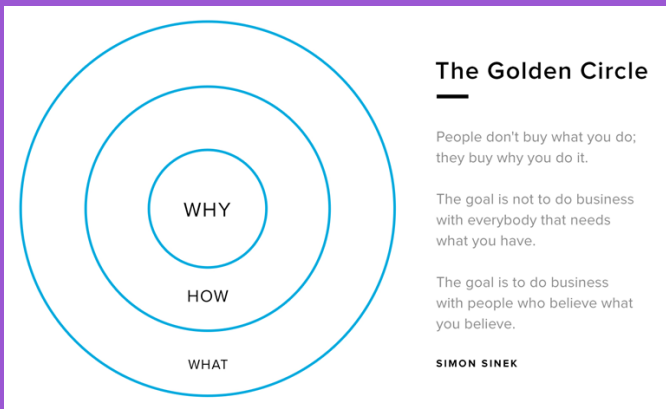 WHY
HOW
WHAT
The Golden Circle
People don't buy what you do;
they buy why you do it.
The goal is not to do business
with everybody that needs
what you have.
The goal is to do business
with people who believe what
you believe.
SIMON SINEK